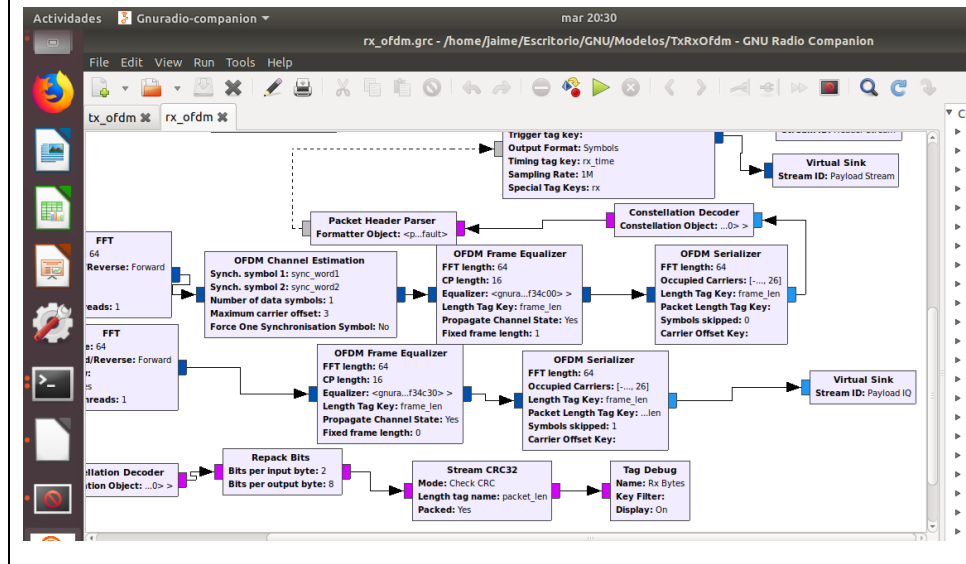 Actividades Gnuradio-companion mar 20:30
rx_ofdm.grc - /home/jaime/Escritorio/GNU/Modelos/TxRxOfdm - GNU Radio Companion
File Edit View Run Tools Help
tx_ofdm rx_ofdm
Trigger tag key:
Output Format: Symbols
Timing tag key: rx_time
Sampling Rate: 1M
Special Tag Keys: rx
Virtual Sink
Stream ID: Payload Stream
Packet Header Parser
Formatter Object: <p...fault>
Constellation Decoder
Constellation Object: ...0> >
FFT
64
/Reverse: Forward
reads: 1
OFDM Channel Estimation
Synch. symbol 1: sync_word1
Synch. symbol 2: sync_word2
Number of data symbols: 1
Maximum carrier offset: 3
Force One Synchronisation Symbol: No
OFDM Frame Equalizer
FFT length: 64
CP length: 16
Equalizer: <gnura...f34c00> >
Length Tag Key: frame_len
Propagate Channel State: Yes
Fixed frame length: 1
OFDM Serializer
FFT length: 64
Occupied Carriers: [-..., 26]
Length Tag Key: frame_len
Packet Length Tag Key:
Symbols skipped: 0
Carrier Offset Key:
FFT
e: 64
d/Reverse: Forward
w:
es
hreads: 1
OFDM Frame Equalizer
FFT length: 64
CP length: 16
Equalizer: <gnura...f34c30> >
Length Tag Key: frame_len
Propagate Channel State: Yes
Fixed frame length: 0
OFDM Serializer
FFT length: 64
Occupied Carriers: [-..., 26]
Length Tag Key: frame_len
Packet Length Tag Key: ...len
Symbols skipped: 1
Carrier Offset Key:
Virtual Sink
Stream ID: Payload IQ
ellation Decoder
tion Object: ...0> >
Repack Bits
Bits per input byte: 2
Bits per output byte: 8
Stream CRC32
Mode: Check CRC
Length tag name: packet_len
Packed: Yes
Tag Debug
Name: Rx Bytes
Key Filter:
Display: On